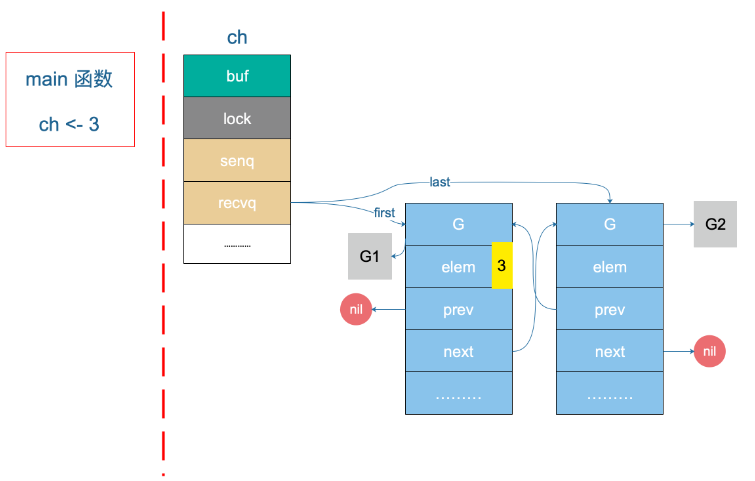 main 函数
ch <- 3
ch
buf
lock
senq
recvq
............
last
first
G
elem
prev
next
.........
G1
3
nil
G
elem
prev
next
.........
G2
nil